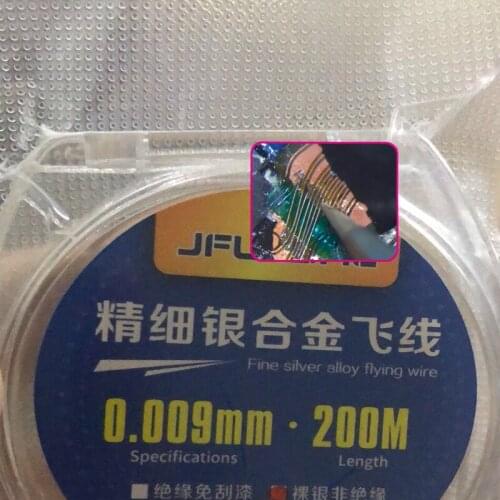 精细银合金飞线
Fine silver alloy flying wire
0.009mm · 200M
Specifications Length
绝缘免刮漆 裸银非绝缘